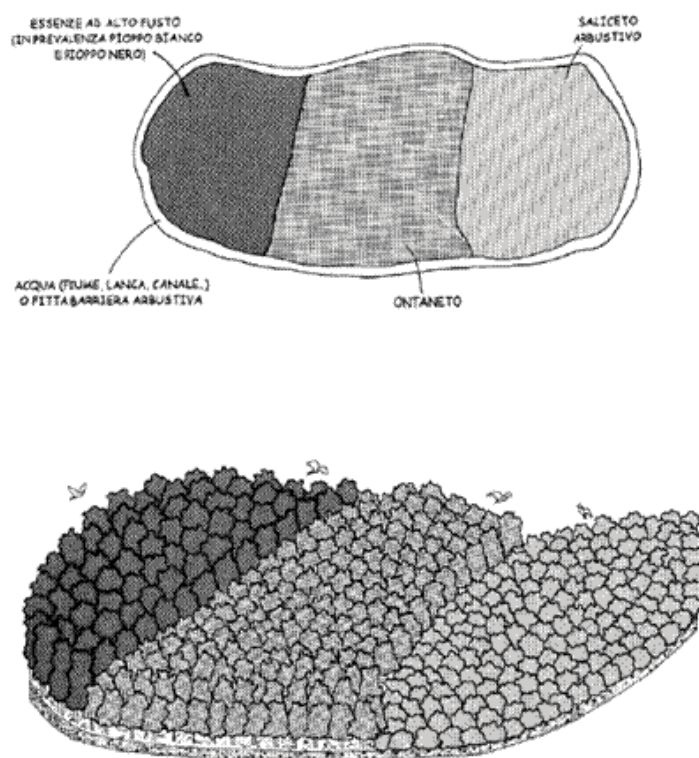 ESSENZE AD ALTO FUSTO
(IN PREVALENZA PIOPPO BIANCO
E PIOPPO NERO)
SALICETO
ARBUSTIVO
ACQUA (FIUME, LANCA, CANALE..)
O FITTA BARRIERA ARBUSTIVA
ONTANETO